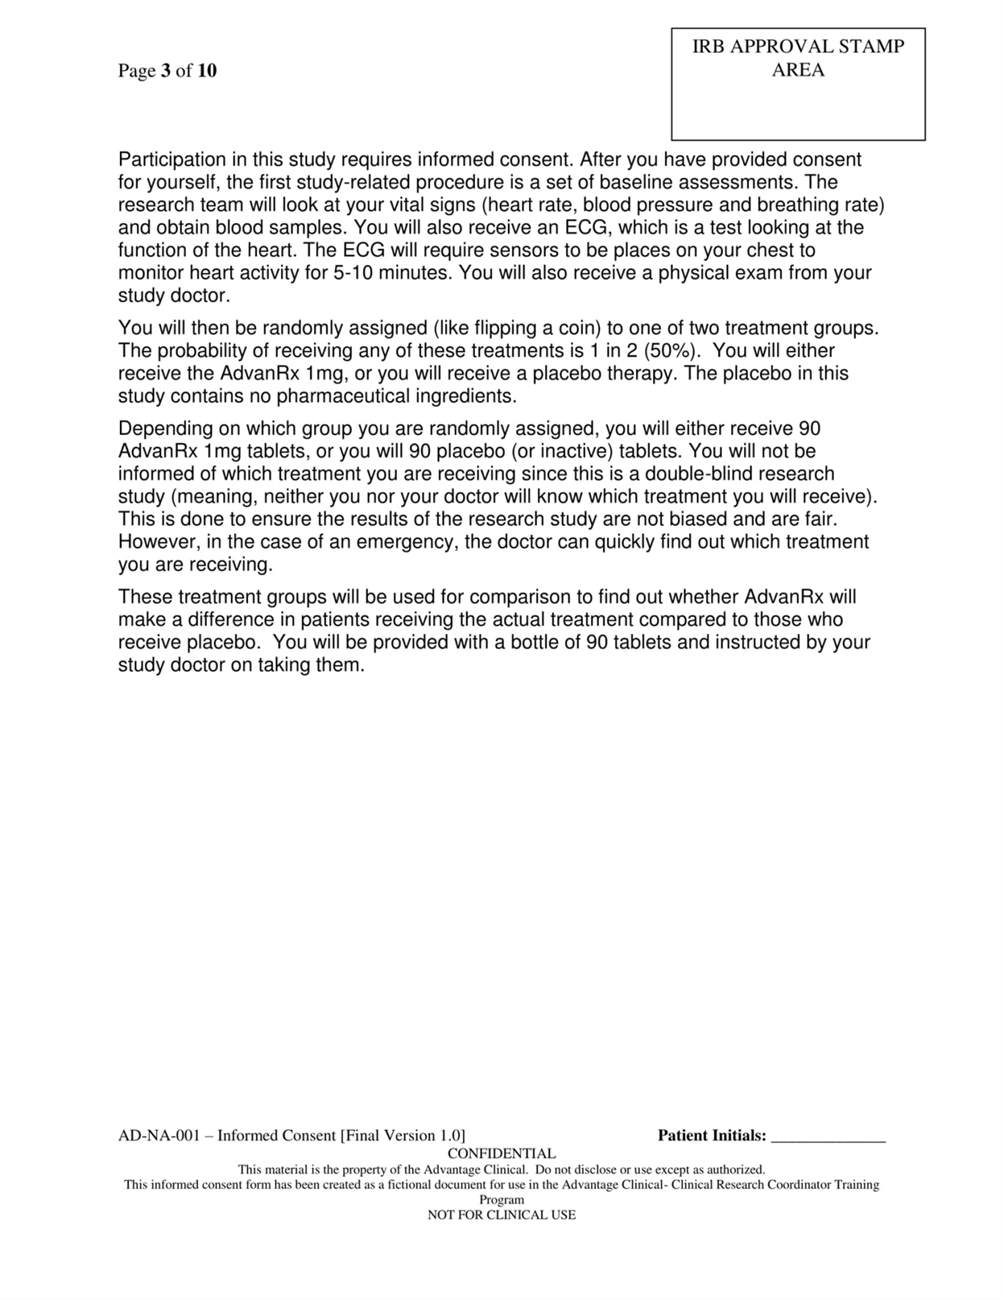 IRB APPROVAL STAMP
AREA
Page 3 of 10
Participation in this study requires informed consent. After you have provided consent
for yourself, the first study-related procedure is a set of baseline assessments. The
research team will look at your vital signs (heart rate, blood pressure and breathing rate)
and obtain blood samples. You will also receive an ECG, which is a test looking at the
function of the heart. The ECG will require sensors to be places on your chest to
monitor heart activity for 5-10 minutes. You will also receive a physical exam from your
study doctor.
You will then be randomly assigned (like flipping a coin) to one of two treatment groups.
The probability of receiving any of these treatments is 1 in 2 (50%).  You will either
receive the AdvanRx 1mg, or you will receive a placebo therapy. The placebo in this
study contains no pharmaceutical ingredients.
Depending on which group you are randomly assigned, you will either receive 90
AdvanRx 1mg tablets, or you will 90 placebo (or inactive) tablets. You will not be
informed of which treatment you are receiving since this is a double-blind research
study (meaning, neither you nor your doctor will know which treatment you will receive).
This is done to ensure the results of the research study are not biased and are fair.
However, in the case of an emergency, the doctor can quickly find out which treatment
you are receiving.
These treatment groups will be used for comparison to find out whether AdvanRx will
make a difference in patients receiving the actual treatment compared to those who
receive placebo.  You will be provided with a bottle of 90 tablets and instructed by your
study doctor on taking them.
AD-NA-001 – Informed Consent [Final Version 1.0] Patient Initials: ______________
CONFIDENTIAL
This material is the property of the Advantage Clinical.  Do not disclose or use except as authorized.
This informed consent form has been created as a fictional document for use in the Advantage Clinical- Clinical Research Coordinator Training
Program
NOT FOR CLINICAL USE